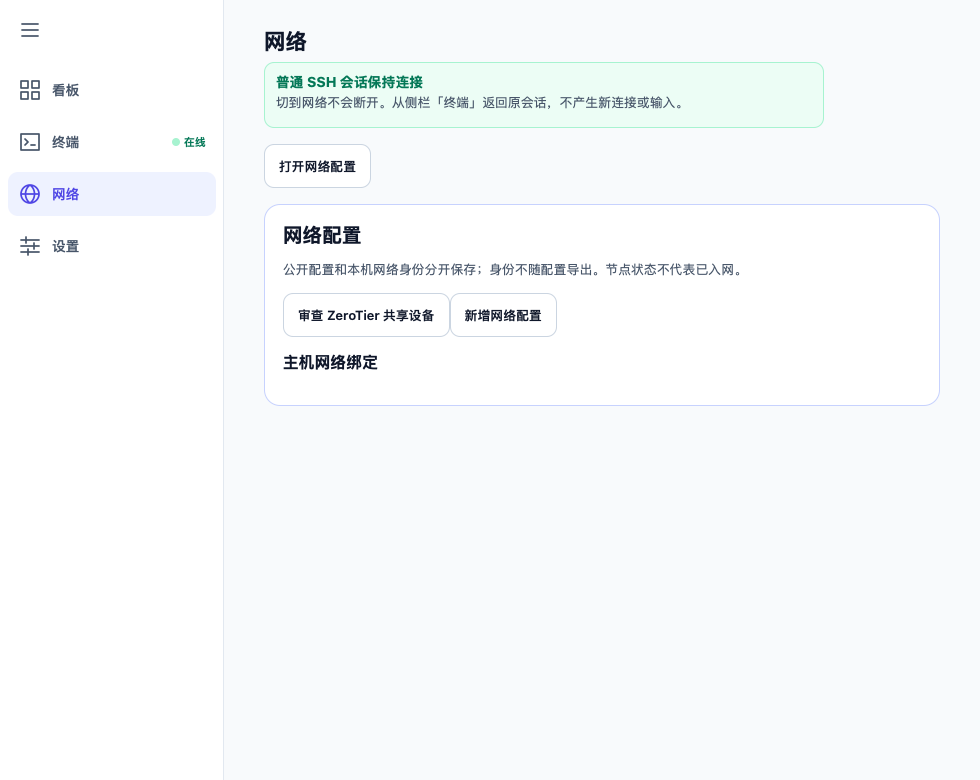 看板
终端
在线
网络
设置
网络
普通 SSH 会话保持连接
切到网络不会断开。从侧栏「终端」返回原会话，不产生新连接或输入。
打开网络配置
网络配置
公开配置和本机网络身份分开保存；身份不随配置导出。节点状态不代表已入网。
审查 ZeroTier 共享设备
新增网络配置
主机网络绑定